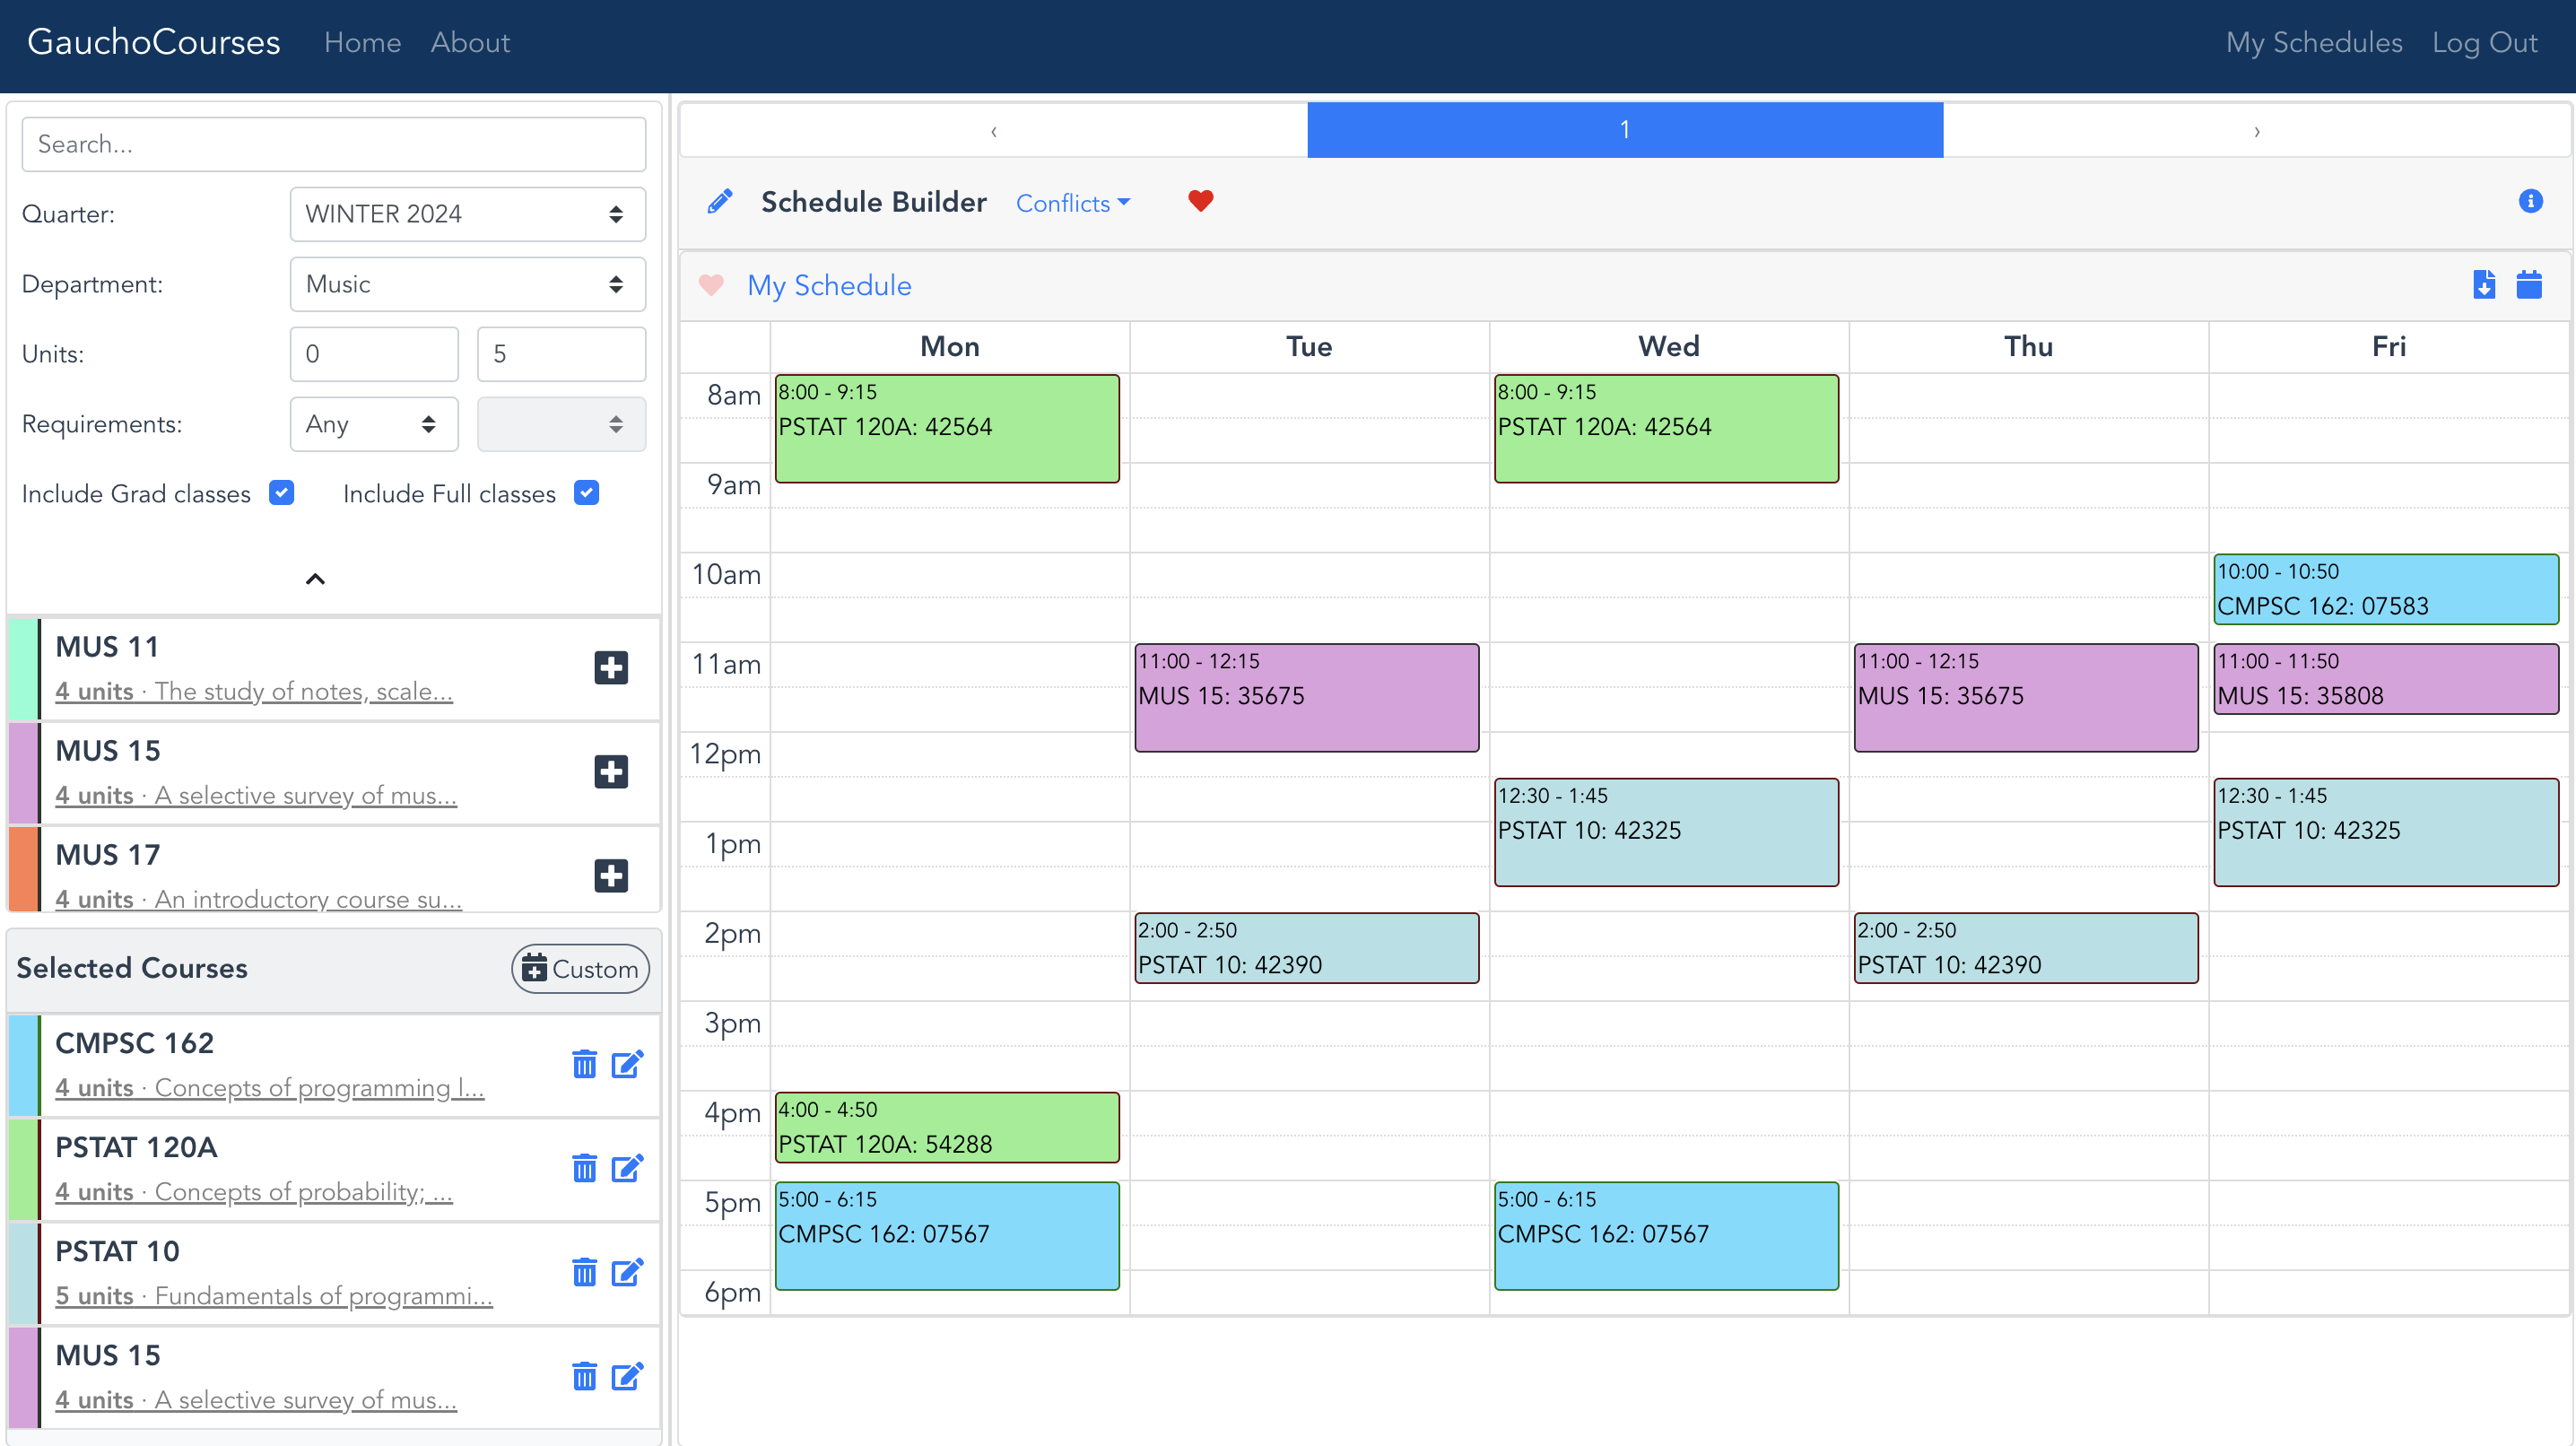 GauchoCourses Home About My Schedules Log Out
Search...
Quarter: WINTER 2024
Department: Music
Units: 0 5
Requirements: Any
Include Grad classes Include Full classes
MUS 11
4 units · The study of notes, scale...
MUS 15
4 units · A selective survey of mus...
MUS 17
4 units · An introductory course su...
Selected Courses Custom
CMPSC 162
4 units · Concepts of programming l...
PSTAT 120A
4 units · Concepts of probability; ...
PSTAT 10
5 units · Fundamentals of programmi...
MUS 15
4 units · A selective survey of mus...
‹ 1 ›
Schedule Builder Conflicts
My Schedule
Mon Tue Wed Thu Fri
8am
8:00 - 9:15
PSTAT 120A: 42564
8:00 - 9:15
PSTAT 120A: 42564
9am
10am
10:00 - 10:50
CMPSC 162: 07583
11am
11:00 - 12:15
MUS 15: 35675
11:00 - 12:15
MUS 15: 35675
11:00 - 11:50
MUS 15: 35808
12pm
12:30 - 1:45
PSTAT 10: 42325
12:30 - 1:45
PSTAT 10: 42325
1pm
2pm
2:00 - 2:50
PSTAT 10: 42390
2:00 - 2:50
PSTAT 10: 42390
3pm
4pm
4:00 - 4:50
PSTAT 120A: 54288
5pm
5:00 - 6:15
CMPSC 162: 07567
5:00 - 6:15
CMPSC 162: 07567
6pm